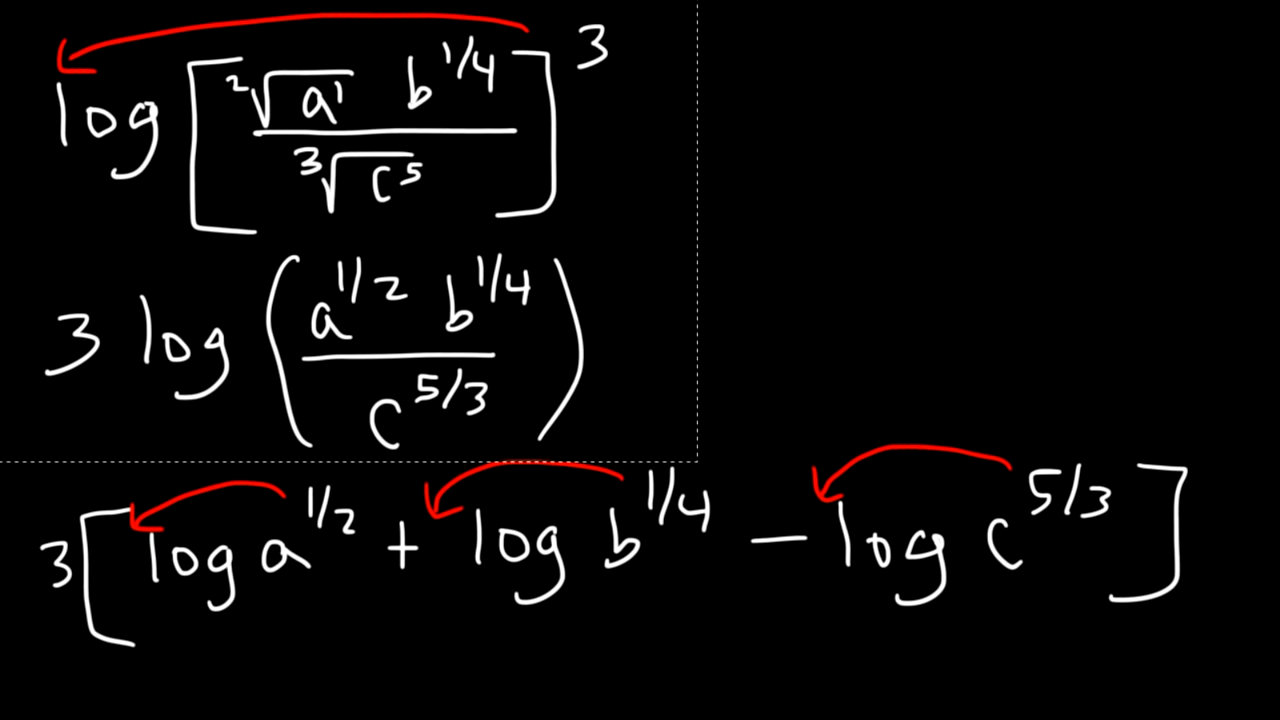 log [ ²√a¹ b^1/4 / ³√c⁵ ]³
3 log ( a^1/2 b^1/4 / c^5/3 )
3[ log a^1/2 + log b^1/4 − log c^5/3 ]